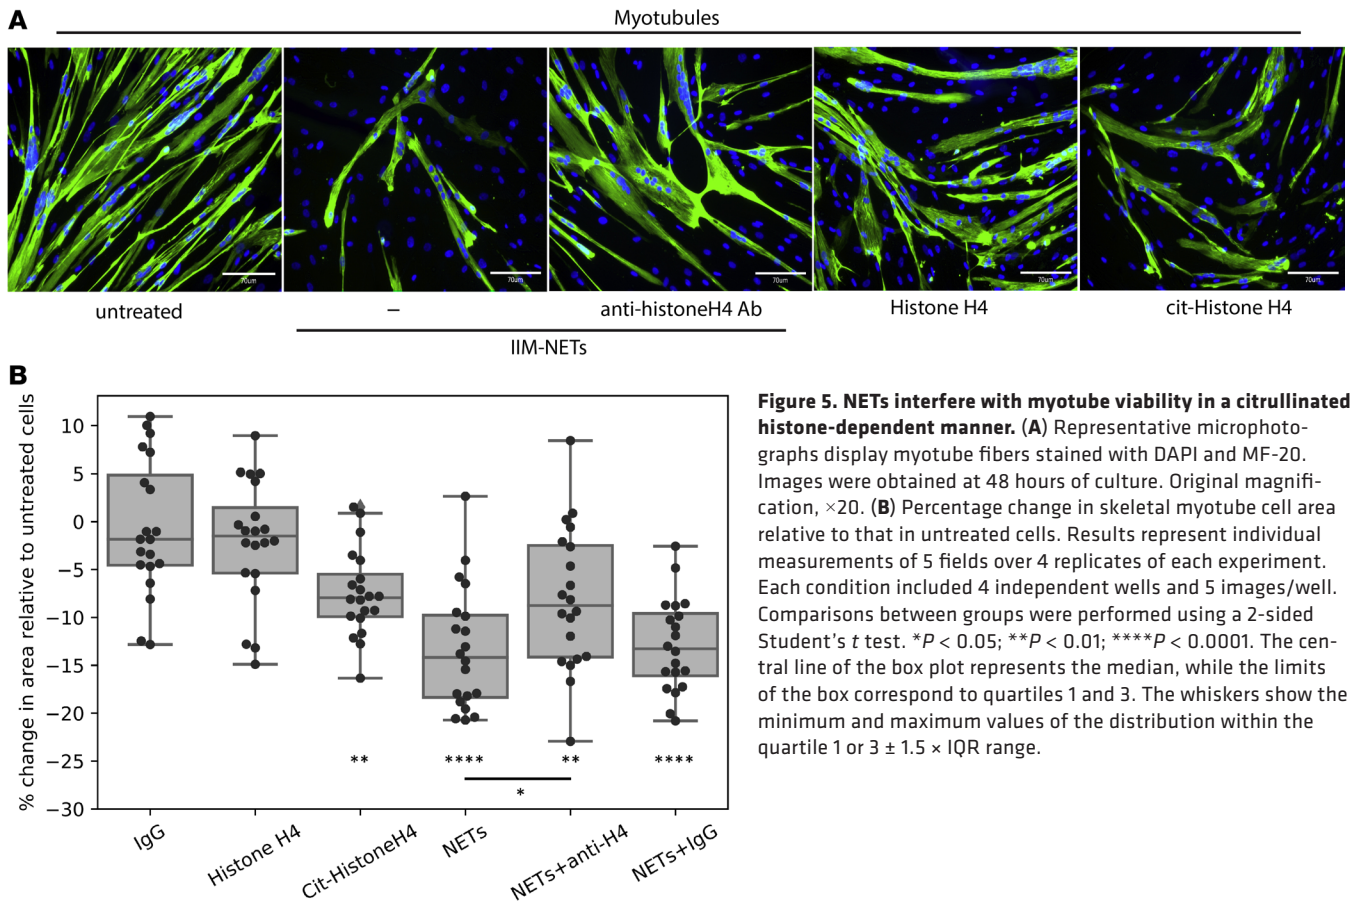 A
Myotubules
70um
70um
70um
70um
70um
untreated
–
anti-histoneH4 Ab
Histone H4
cit-Histone H4
IIM-NETs
B
% change in area relative to untreated cells
10
5
0
−5
−10
−15
−20
−25
−30
**
****
**
****
*
IgG
Histone H4
Cit-HistoneH4
NETs
NETs+anti-H4
NETs+IgG
Figure 5. NETs interfere with myotube viability in a citrullinated
histone-dependent manner. (A) Representative microphoto-
graphs display myotube fibers stained with DAPI and MF-20.
Images were obtained at 48 hours of culture. Original magnifi-
cation, ×20. (B) Percentage change in skeletal myotube cell area
relative to that in untreated cells. Results represent individual
measurements of 5 fields over 4 replicates of each experiment.
Each condition included 4 independent wells and 5 images/well.
Comparisons between groups were performed using a 2-sided
Student's t test. *P < 0.05; **P < 0.01; ****P < 0.0001. The cen-
tral line of the box plot represents the median, while the limits
of the box correspond to quartiles 1 and 3. The whiskers show the
minimum and maximum values of the distribution within the
quartile 1 or 3 ± 1.5 × IQR range.